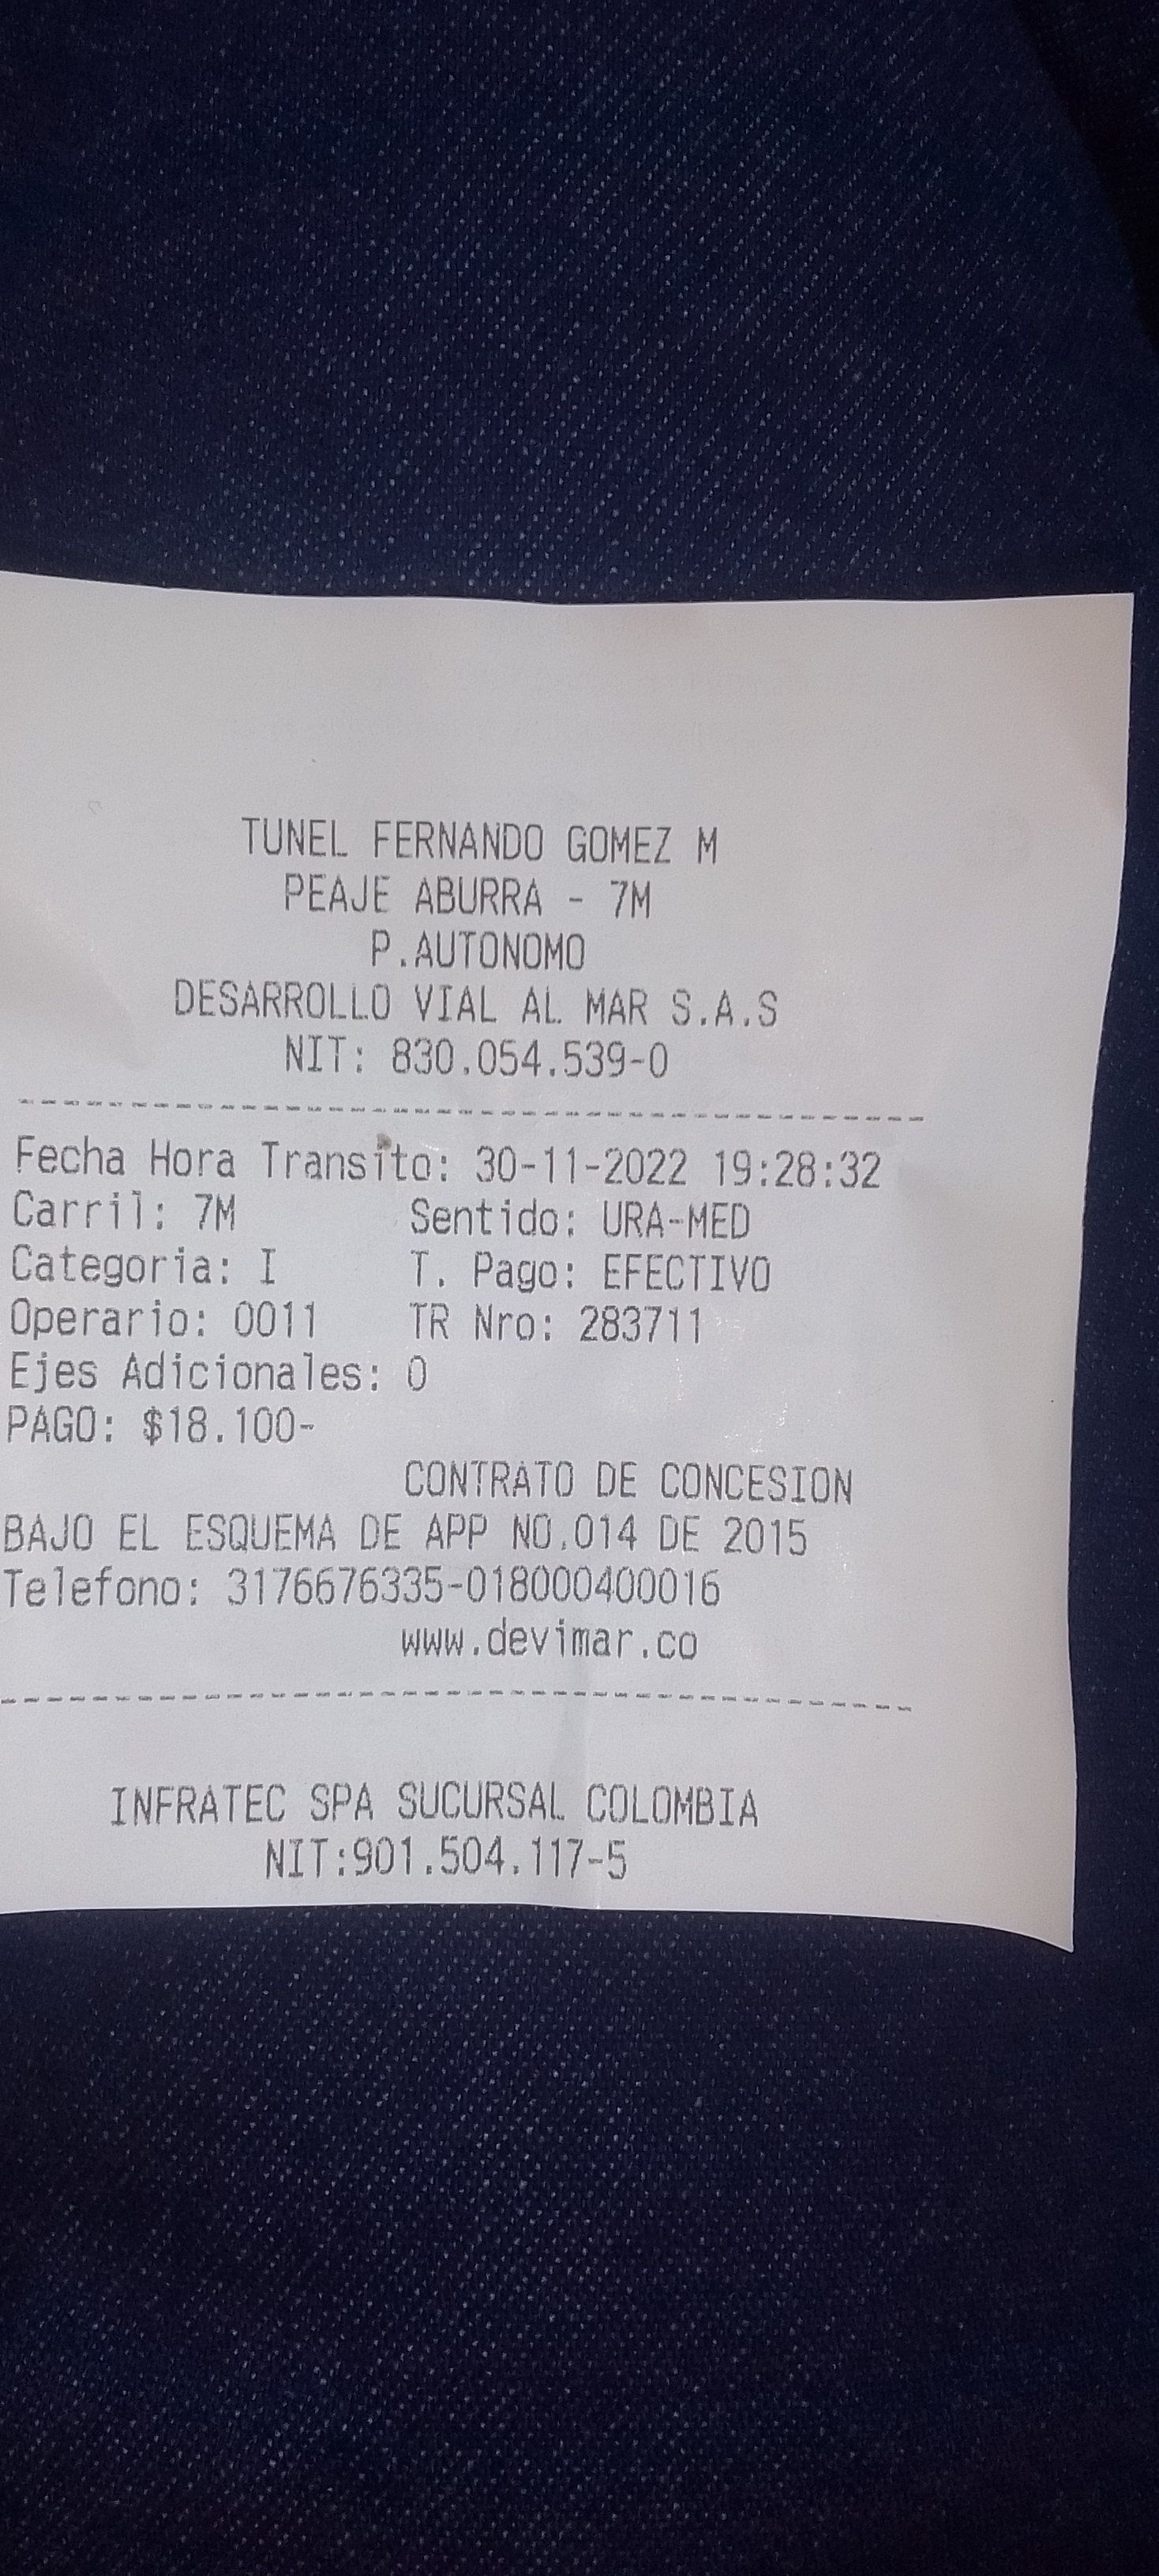 TUNEL FERNANDO GOMEZ M
PEAJE ABURRA - 7M
P.AUTONOMO
DESARROLLO VIAL AL MAR S.A.S
NIT: 830.054.539-0
Fecha Hora Transito: 30-11-2022 19:28:32
Carril: 7M Sentido: URA-MED
Categoria: I T. Pago: EFECTIVO
Operario: 0011 TR Nro: 283711
Ejes Adicionales: 0
PAGO: $18.100-
CONTRATO DE CONCESION
BAJO EL ESQUEMA DE APP NO.014 DE 2015
Telefono: 3176676335-018000400016
www.devimar.co
INFRATEC SPA SUCURSAL COLOMBIA
NIT:901.504.117-5